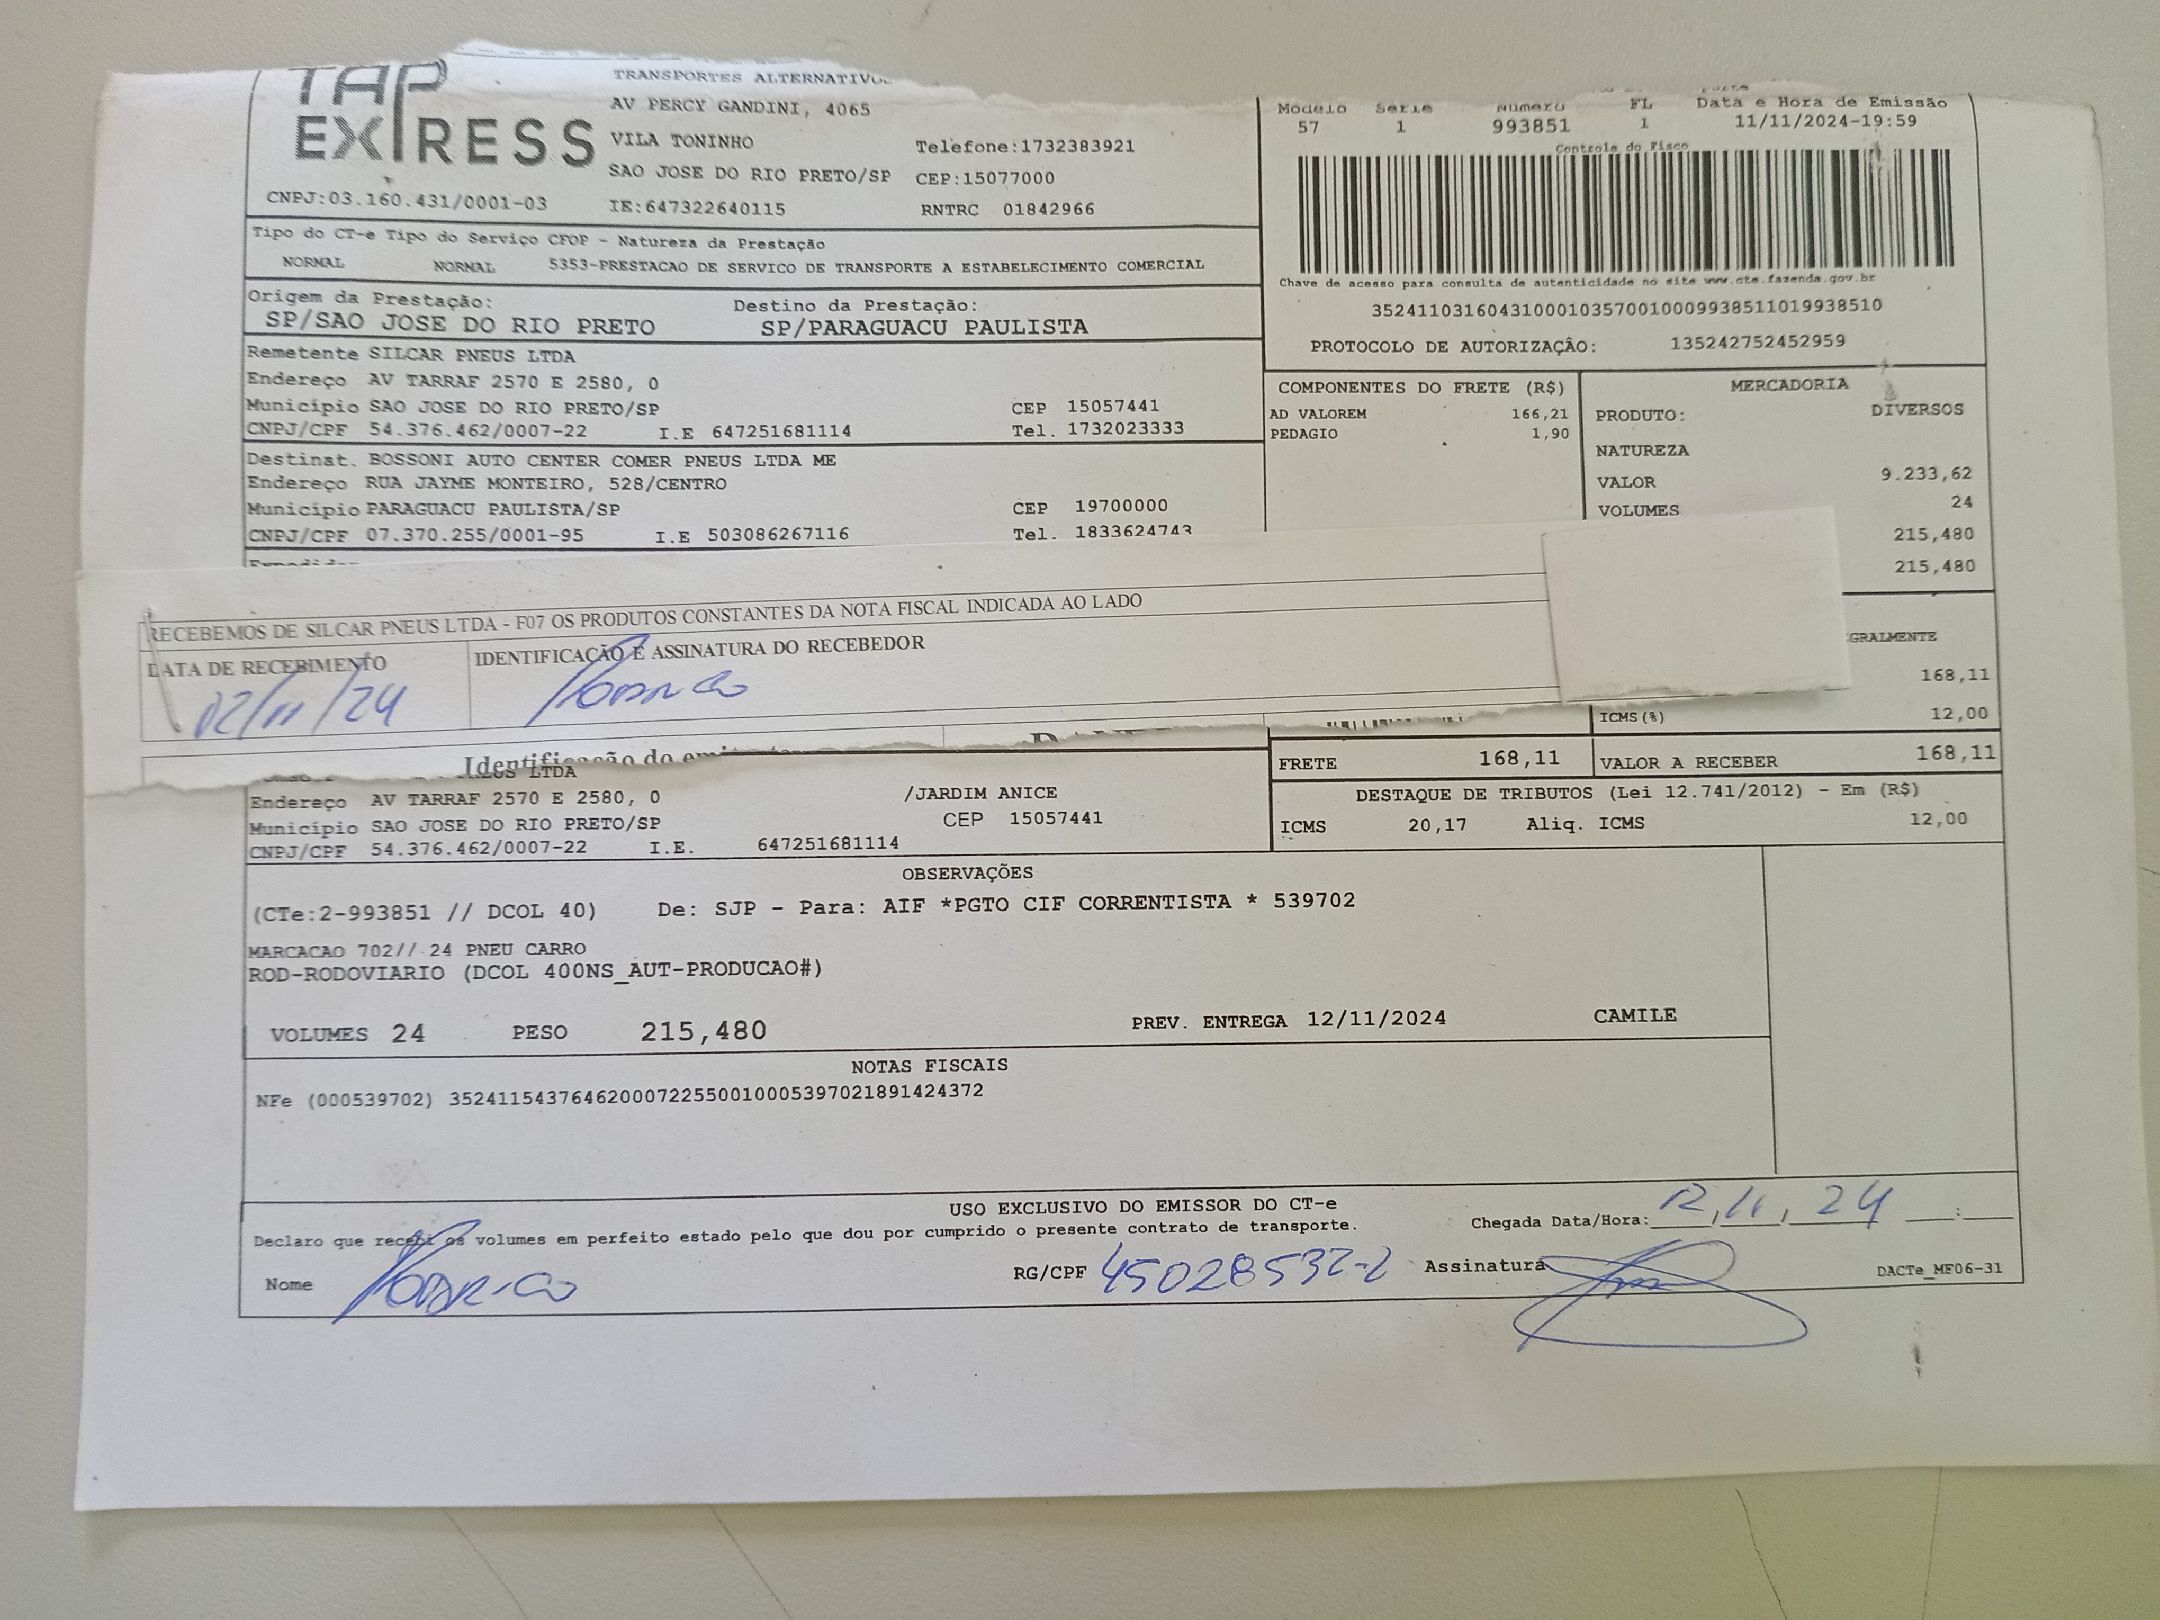 TAP
EXPRESS
TRANSPORTES
AV PERCY GANDINI, 4065
VILA TONINHO
Telefone:1732383921
SAO JOSE DO RIO PRETO/SP CEP:15077000
CNPJ:03.160.431/0001-03 IE:647322640115 RNTRC 01842966
Modelo Serie Número FL Data e Hora de Emissão
57 1 993851 1 11/11/2024-19:59
Controle do Fisco
Chave de acesso para consulta de autenticidade no site www.cte.fazenda.gov.br
35241103160431000103570010009938511019938510
PROTOCOLO DE AUTORIZAÇÂO: 135242752452959
Tipo do CT-e Tipo do Serviço CFOP - Natureza da Prestação
NORMAL NORMAL 5353-PRESTACAO DE SERVICO DE TRANSPORTE A ESTABELECIMENTO COMERCIAL
Origem da Prestação: Destino da Prestação:
SP/SAO JOSE DO RIO PRETO SP/PARAGUACU PAULISTA
Remetente SILCAR PNEUS LTDA
Endereço AV TARRAF 2570 E 2580, 0
Município SAO JOSE DO RIO PRETO/SP CEP 15057441
CNPJ/CPF 54.376.462/0007-22 I.E 647251681114 Tel. 1732023333
Destinat. BOSSONI AUTO CENTER COMER PNEUS LTDA ME
Endereço RUA JAYME MONTEIRO, 528/CENTRO
Município PARAGUACU PAULISTA/SP CEP 19700000
CNPJ/CPF 07.370.255/0001-95 I.E 503086267116 Tel. 1833624743
COMPONENTES DO FRETE (R$)
AD VALOREM 166,21
PEDAGIO 1,90
MERCADORIA
PRODUTO: DIVERSOS
NATUREZA
VALOR 9.233,62
VOLUMES 24
215,480
215,480
RECEBEMOS DE SILCAR PNEUS LTDA - F07 OS PRODUTOS CONSTANTES DA NOTA FISCAL INDICADA AO LADO
DATA DE RECEBIMENTO IDENTIFICAÇÃO E ASSINATURA DO RECEBEDOR
12/11/24 Rodrigo
Identificação do
GRALMENTE
168,11
ICMS(%) 12,00
FRETE 168,11 VALOR A RECEBER 168,11
DESTAQUE DE TRIBUTOS (Lei 12.741/2012) - Em (R$)
ICMS 20,17 Aliq. ICMS 12,00
LTDA
Endereço AV TARRAF 2570 E 2580, 0 /JARDIM ANICE
Município SAO JOSE DO RIO PRETO/SP CEP 15057441
CNPJ/CPF 54.376.462/0007-22 I.E. 647251681114
OBSERVAÇÕES
(CTe:2-993851 // DCOL 40) De: SJP - Para: AIF *PGTO CIF CORRENTISTA * 539702
MARCACAO 702// 24 PNEU CARRO
ROD-RODOVIARIO (DCOL 400NS_AUT-PRODUCAO#)
VOLUMES 24 PESO 215,480 PREV. ENTREGA 12/11/2024 CAMILE
NOTAS FISCAIS
NFe (000539702) 35241154376462000722550010005397021891424372
USO EXCLUSIVO DO EMISSOR DO CT-e
Declaro que recebi os volumes em perfeito estado pelo que dou por cumprido o presente contrato de transporte.
Chegada Data/Hora: 12, 11, 24 :
Nome Rodrigo RG/CPF 45028532-2 Assinatura
DACTe_MF06-31